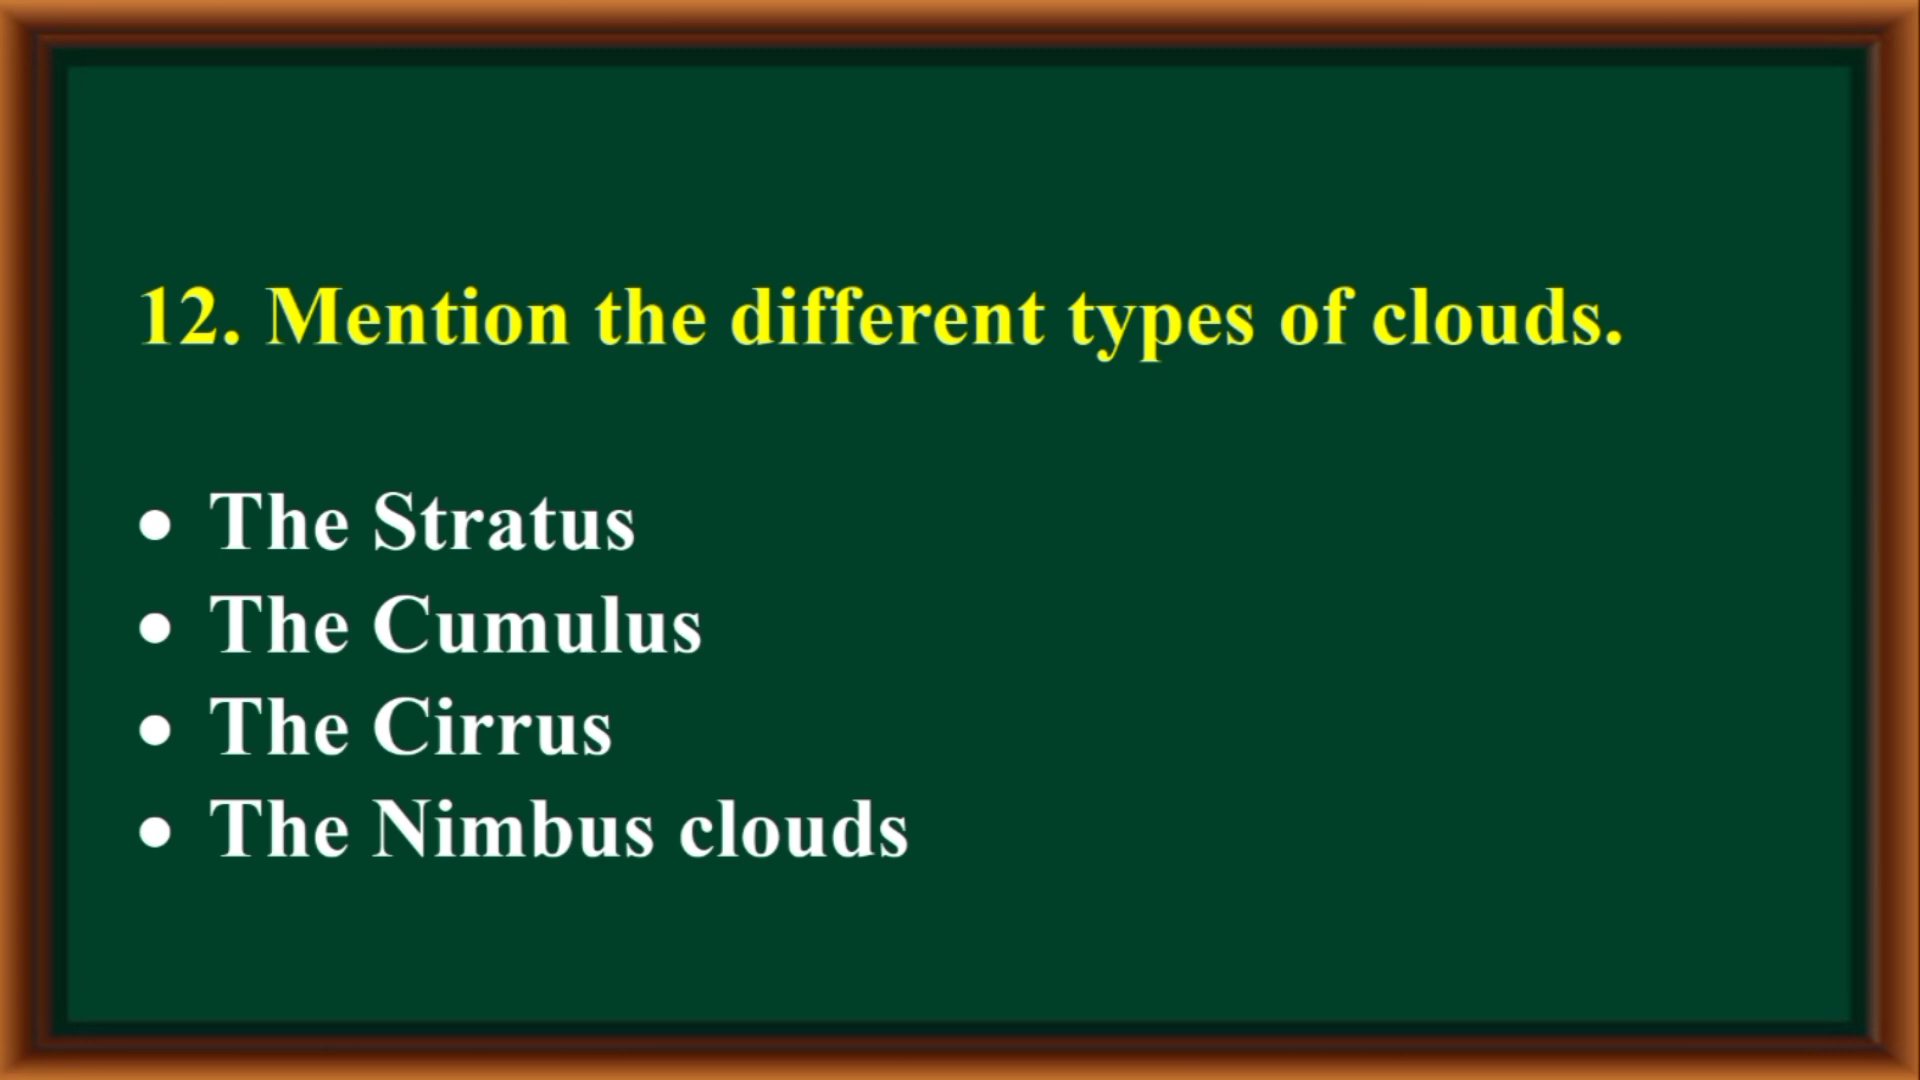 12. Mention the different types of clouds.
• The Stratus
• The Cumulus
• The Cirrus
• The Nimbus clouds